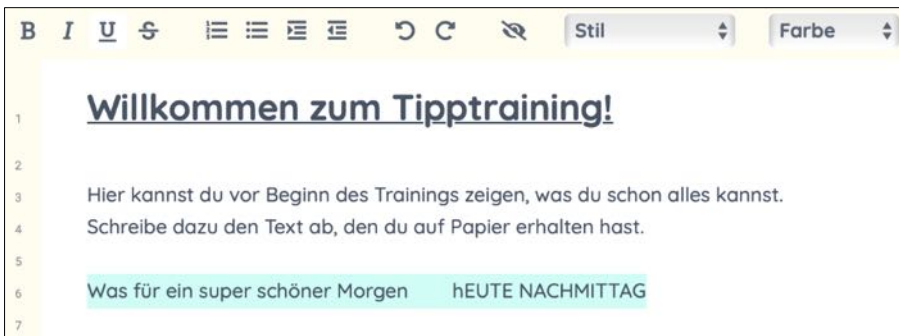 B I U S Stil Farbe
1 Willkommen zum Tipptraining!
2
3 Hier kannst du vor Beginn des Trainings zeigen, was du schon alles kannst.
4 Schreibe dazu den Text ab, den du auf Papier erhalten hast.
5
6 Was für ein super schöner Morgen hEUTE NACHMITTAG
7